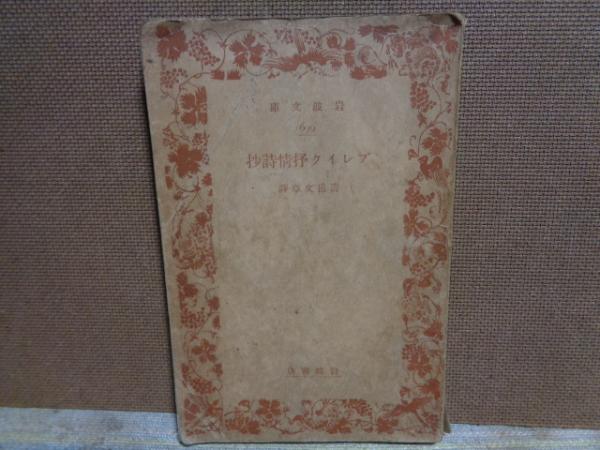 岩波文庫
ブレイク抒情詩抄
壽岳文章譯
岩波書店